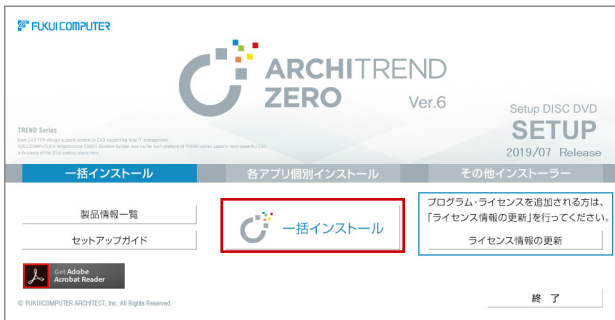 FUKUI COMPUTER
ARCHITREND
ZERO
Ver.6
Setup DISC DVD
SETUP
2019/07 Release
TREND Series
一括インストール
各アプリ個別インストール
その他インストーラー
製品情報一覧
セットアップガイド
一括インストール
プログラム・ライセンスを追加される方は、
「ライセンス情報の更新」を行ってください。
ライセンス情報の更新
Get Adobe
Acrobat Reader
© FUKUICOMPUTER ARCHITECT, Inc. All Rights Reserved.
終 了